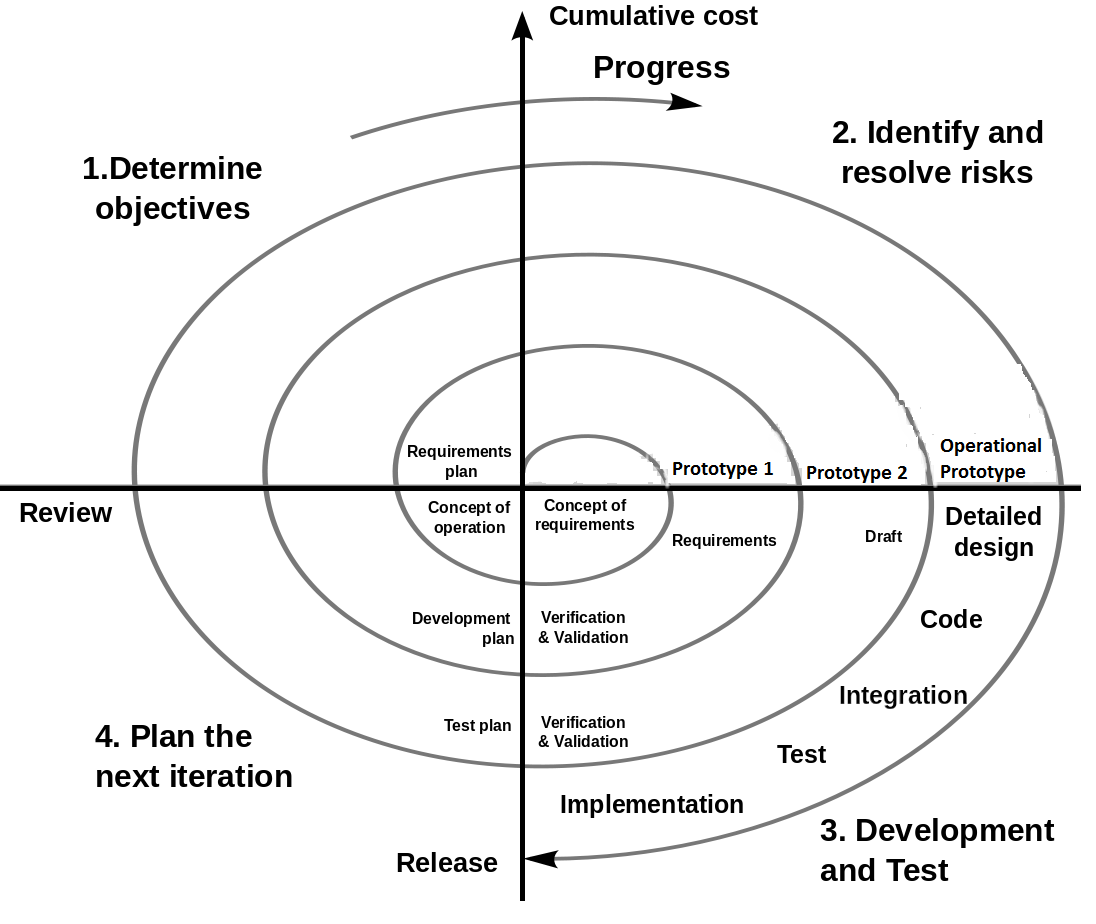 Cumulative cost
Progress
1.Determine
objectives
2. Identify and
resolve risks
Requirements
plan
Prototype 1
Prototype 2
Operational
Prototype
Review
Concept of
operation
Concept of
requirements
Requirements
Draft
Detailed
design
Development
plan
Verification
& Validation
Code
Integration
Test plan
Verification
& Validation
Test
Implementation
4. Plan the
next iteration
3. Development
and Test
Release